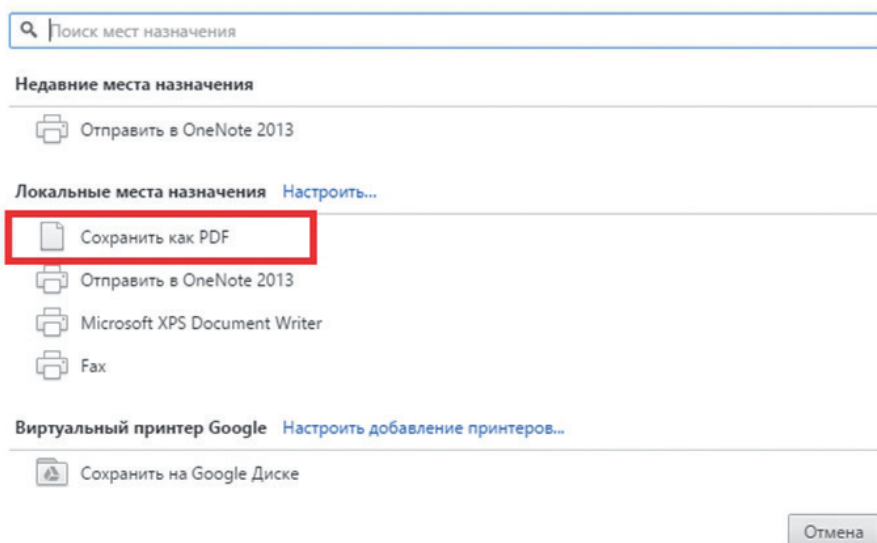 Поиск мест назначения
Недавние места назначения
Отправить в OneNote 2013
Локальные места назначения Настроить...
Сохранить как PDF
Отправить в OneNote 2013
Microsoft XPS Document Writer
Fax
Виртуальный принтер Google Настроить добавление принтеров...
Сохранить на Google Диске
Отмена